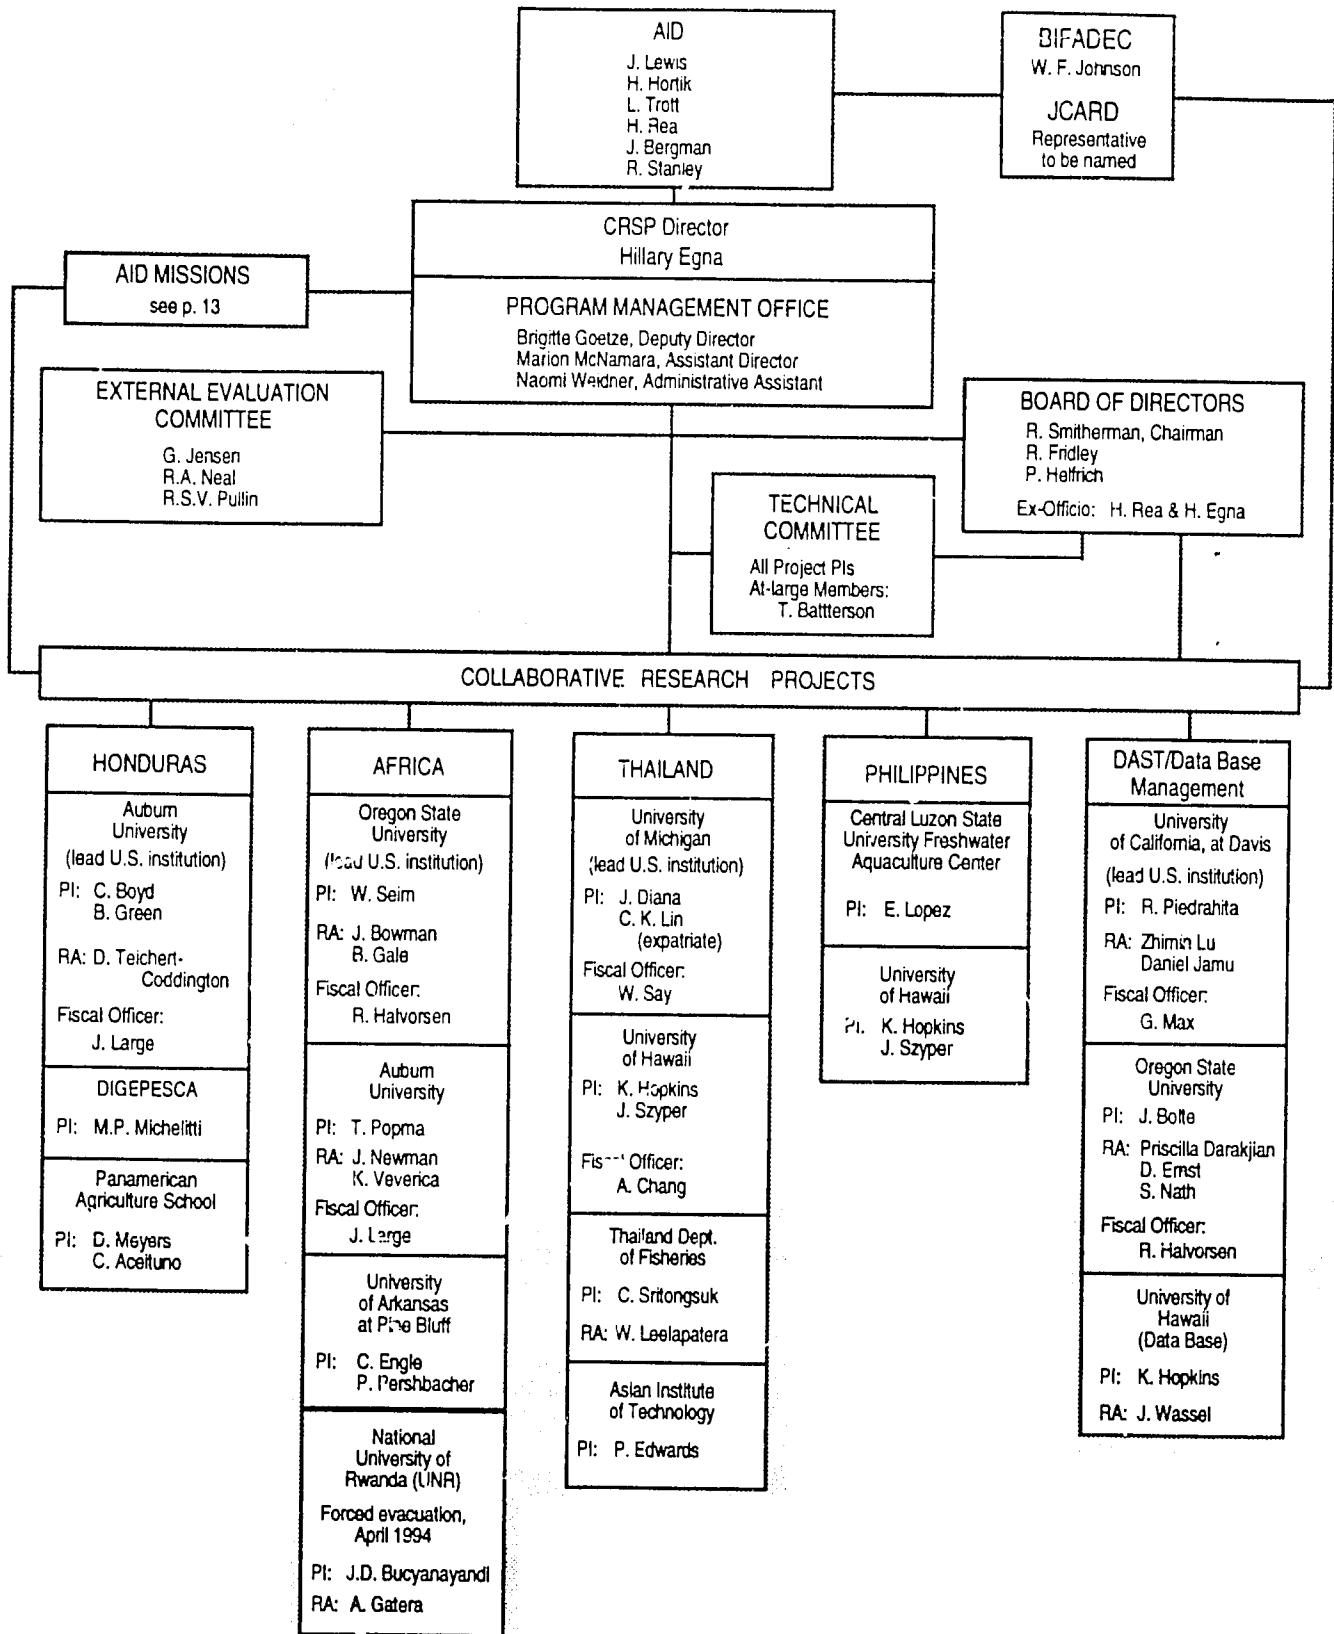 AID
J. Lewis
H. Hortik
L. Trott
H. Rea
J. Bergman
R. Stanley
BIFADEC
W. F. Johnson
JCARD
Representative
to be named
CRSP Director
Hillary Egna
AID MISSIONS
see p. 13
PROGRAM MANAGEMENT OFFICE
Brigitte Goetze, Deputy Director
Marion McNamara, Assistant Director
Naomi Weidner, Administrative Assistant
EXTERNAL EVALUATION
COMMITTEE
G. Jensen
R.A. Neal
R.S.V. Pullin
BOARD OF DIRECTORS
R. Smitherman, Chairman
R. Fridley
P. Helfrich
Ex-Officio: H. Rea & H. Egna
TECHNICAL
COMMITTEE
All Project PIs
At-large Members:
T. Battterson
COLLABORATIVE RESEARCH PROJECTS
HONDURAS
Auburn
University
(lead U.S. institution)
PI: C. Boyd
B. Green
RA: D. Teichert-
Coddington
Fiscal Officer:
J. Large
DIGEPESCA
PI: M.P. Michelitti
Panamerican
Agriculture School
PI: D. Meyers
C. Aceituno
AFRICA
Oregon State
University
(lead U.S. institution)
PI: W. Seim
RA: J. Bowman
B. Gale
Fiscal Officer:
R. Halvorsen
Auburn
University
PI: T. Popma
RA: J. Newman
K. Veverica
Fiscal Officer:
J. Large
University
of Arkansas
at Pine Bluff
PI: C. Engle
P. Pershbacher
National
University of
Rwanda (UNR)
Forced evacuation,
April 1994
PI: J.D. Bucyanayandi
RA: A. Gatera
THAILAND
University
of Michigan
(lead U.S. institution)
PI: J. Diana
C. K. Lin
(expatriate)
Fiscal Officer:
W. Say
University
of Hawaii
PI: K. Hopkins
J. Szyper
Fiscal Officer:
A. Chang
Thailand Dept.
of Fisheries
PI: C. Sritongsuk
RA: W. Leelapatera
Asian Institute
of Technology
PI: P. Edwards
PHILIPPINES
Central Luzon State
University Freshwater
Aquaculture Center
PI: E. Lopez
University
of Hawaii
PI. K. Hopkins
J. Szyper
DAST/Data Base
Management
University
of California, at Davis
(lead U.S. institution)
PI: R. Piedrahita
RA: Zhimin Lu
Daniel Jamu
Fiscal Officer:
G. Max
Oregon State
University
PI: J. Bolte
RA: Priscilla Darakjian
D. Ernst
S. Nath
Fiscal Officer:
R. Halvorsen
University of
Hawaii
(Data Base)
PI: K. Hopkins
RA: J. Wassel